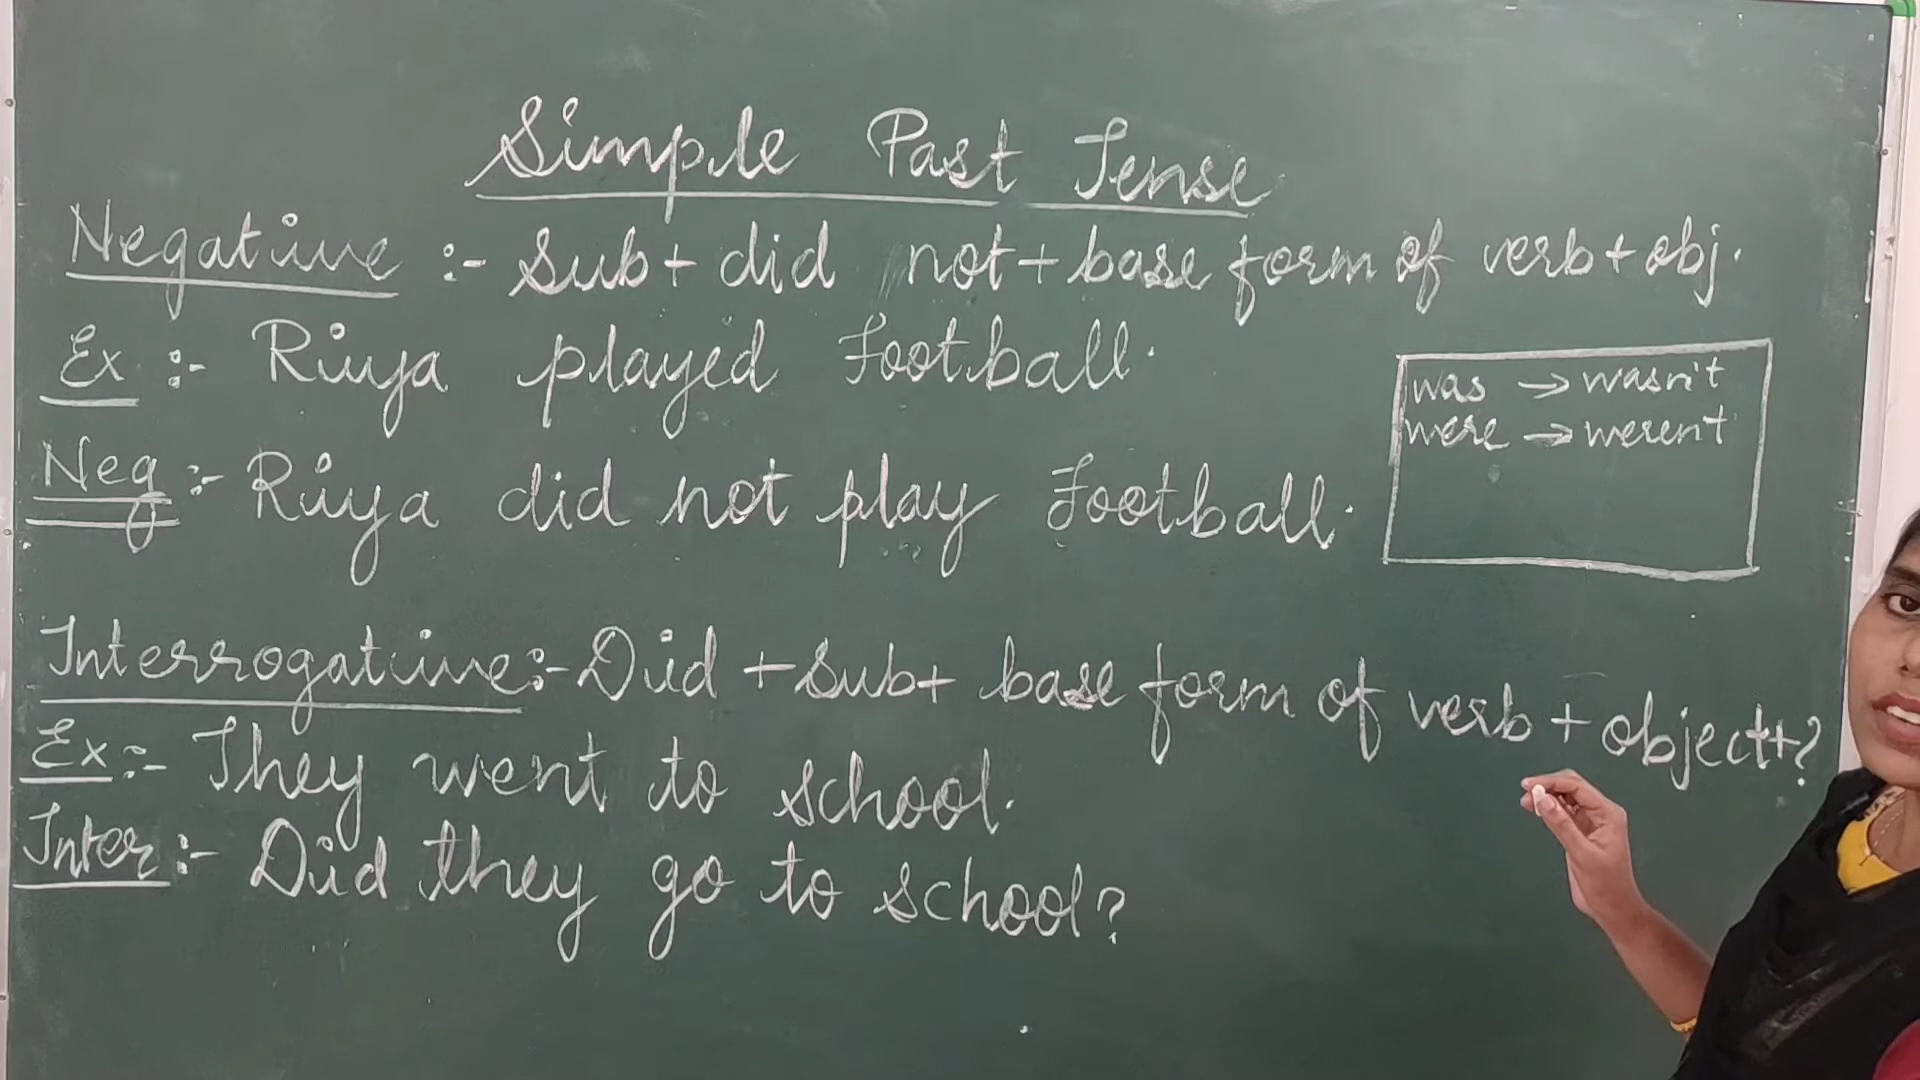 Simple Past Tense
Negative :- Sub + did not + base form of verb + obj.
Ex :- Riya played Football.
was → wasn't
were → weren't
Neg :- Riya did not play Football.
Interrogative :- Did + Sub + base form of verb + object + ?
Ex :- They went to school.
Inter :- Did they go to school?